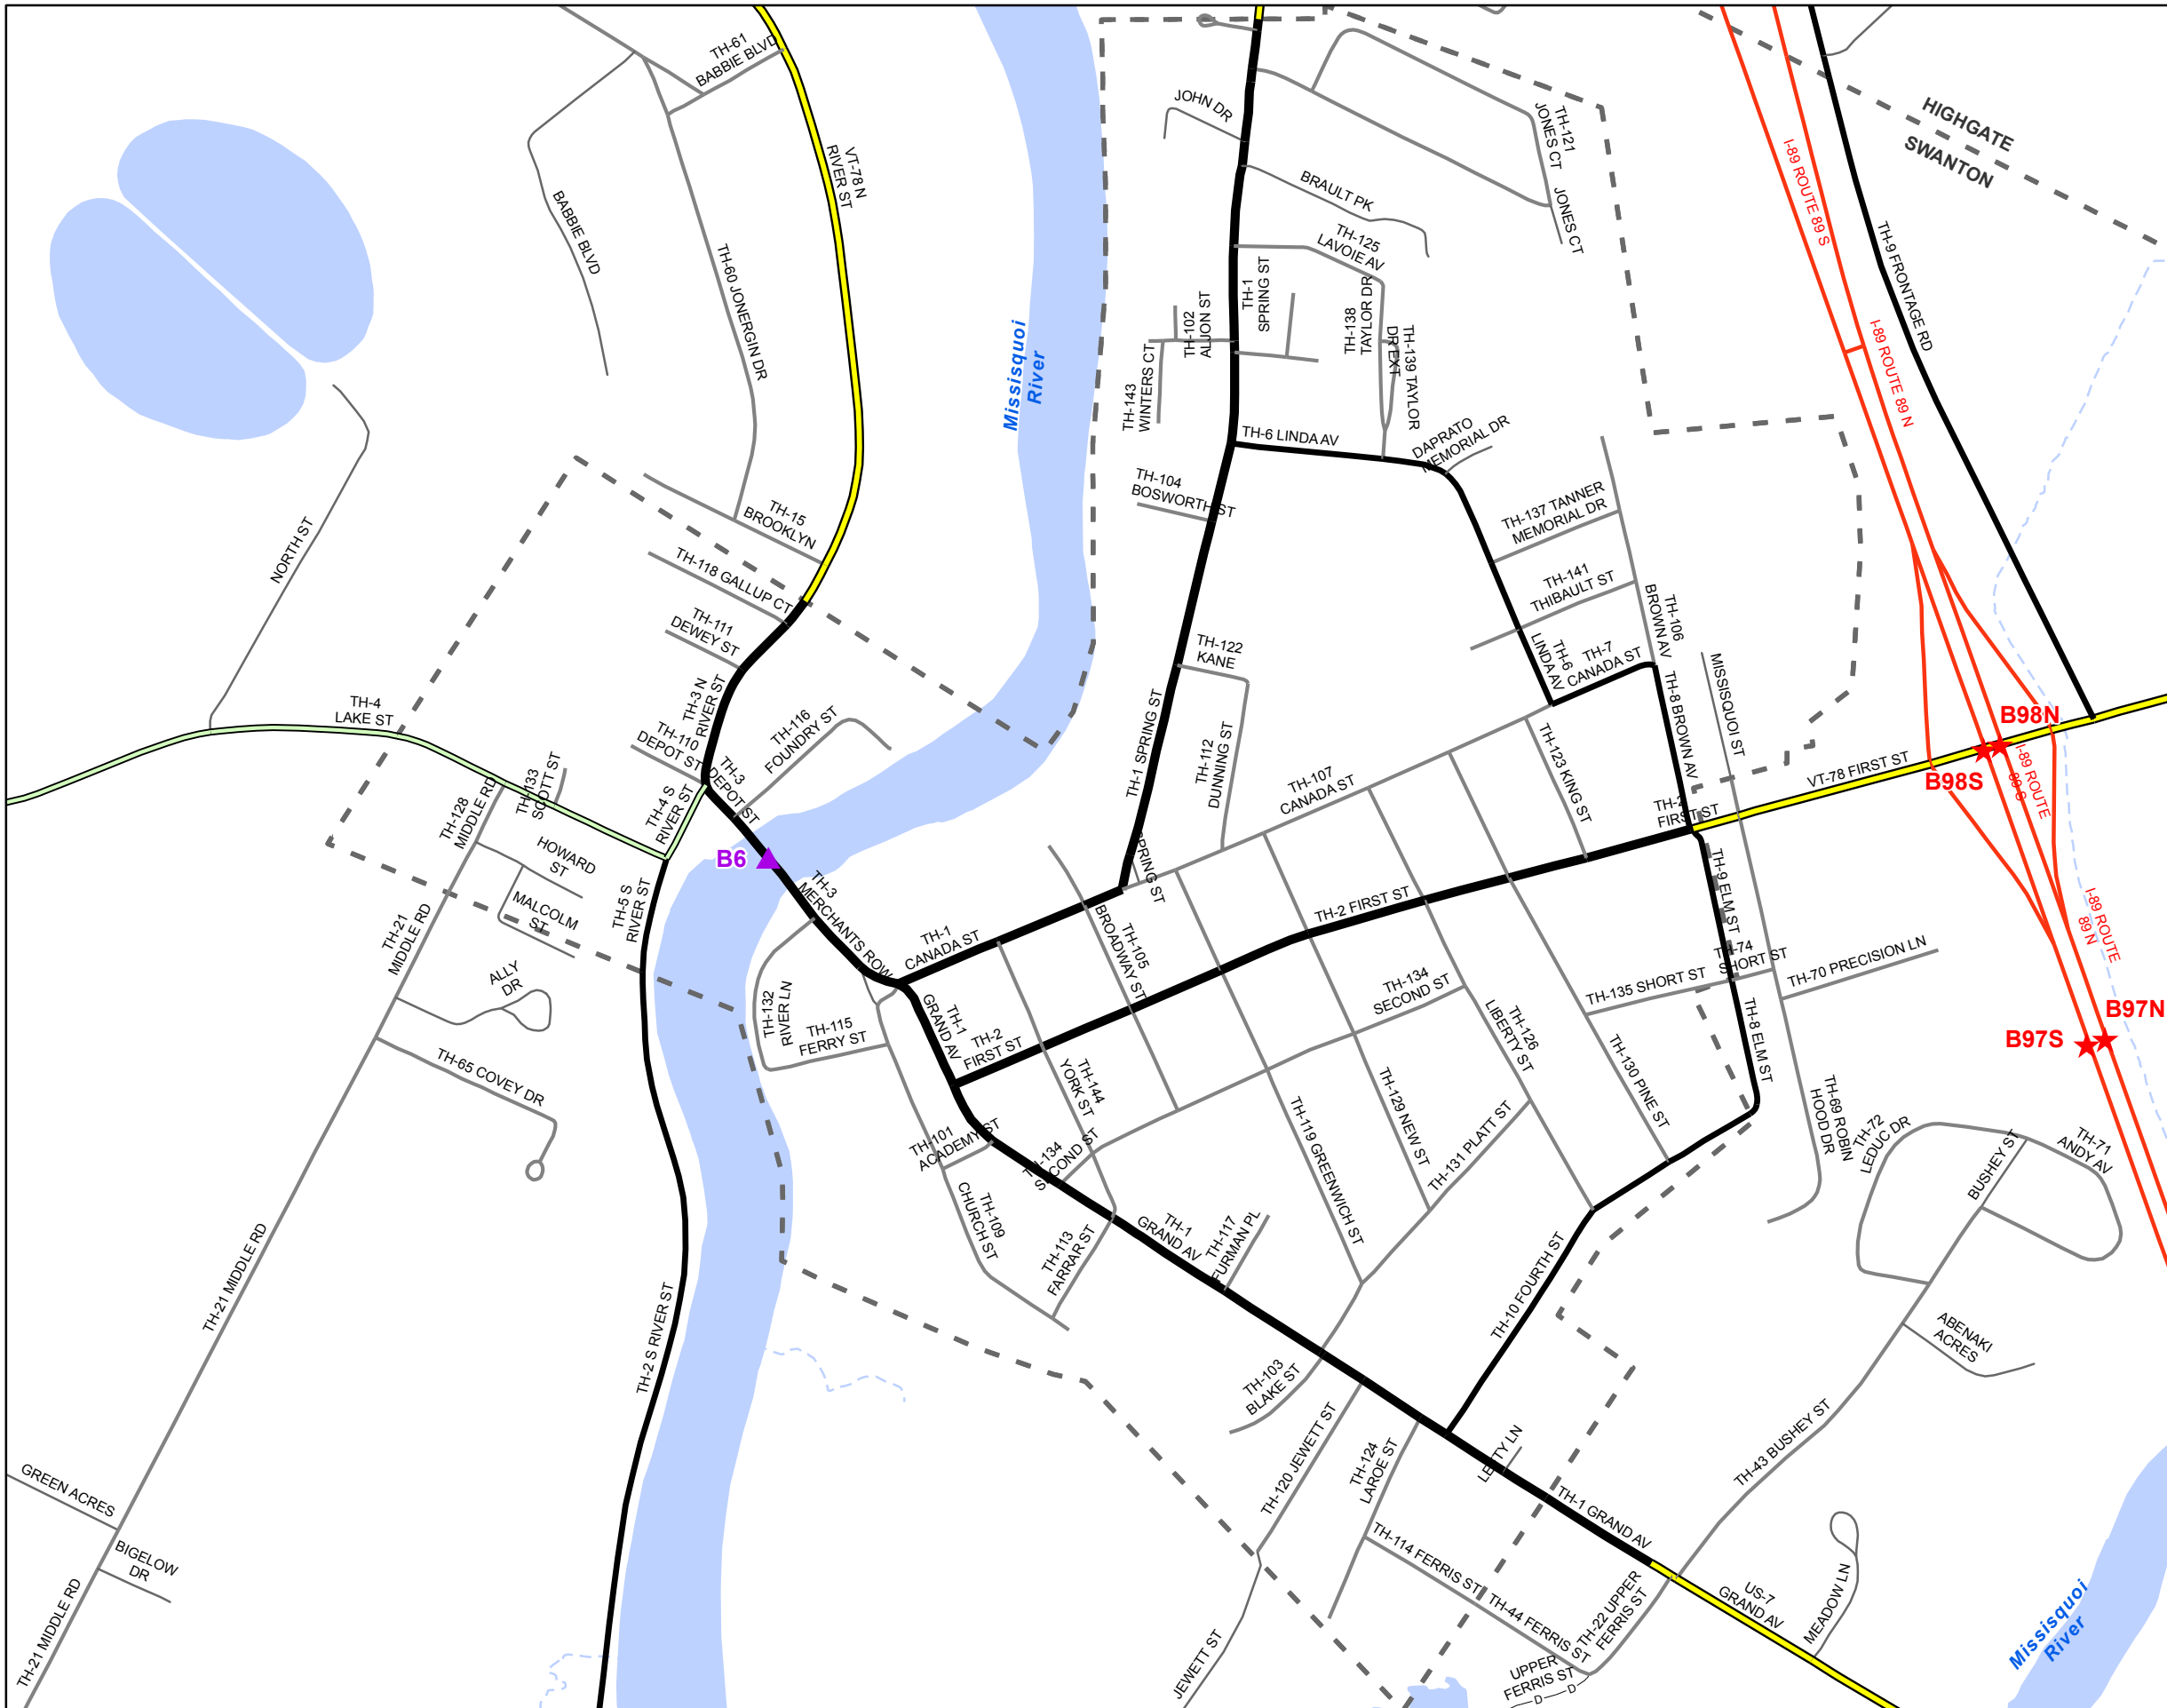 TH-61
BABBIE BLVD
VT-78 N
RIVER ST
BABBIE BLVD
TH-60 JONERGIN DR
NORTH ST
TH-15
BROOKLYN
TH-118 GALLUP CT
TH-111
DEWEY ST
TH-3 N
RIVER ST
TH-110
DEPOT ST
TH-3
DEPOT ST
TH-116
FOUNDRY ST
TH-4
LAKE ST
TH-4 S
RIVER ST
TH-133
SCOTT ST
TH-128
MIDDLE RD
HOWARD
ST
MALCOLM
ST
TH-5 S
RIVER ST
TH-21
MIDDLE RD
ALLY
DR
TH-65 COVEY DR
TH-21 MIDDLE RD
TH-2 S RIVER ST
GREEN ACRES
BIGELOW
DR
TH-21 MIDDLE RD
B6
TH-3
MERCHANTS ROW
TH-132
RIVER LN
TH-115
FERRY ST
Missisquoi
River
JOHN DR
BRAULT PK
TH-121
JONES CT
JONES CT
TH-125
LAVOIE AV
TH-1
SPRING ST
TH-102
ALJON ST
TH-143
WINTERS CT
TH-138
TAYLOR DR
TH-139 TAYLOR
DR EXT
TH-6 LINDA AV
DAPRATO
MEMORIAL DR
TH-104
BOSWORTH ST
TH-137 TANNER
MEMORIAL DR
TH-141
THIBAULT ST
TH-106
BROWN AV
TH-122
KANE
TH-6
LINDA AV
TH-7
CANADA ST
TH-8 BROWN AV
MISSISQUOI ST
TH-1 SPRING ST
TH-112
DUNNING ST
TH-107
CANADA ST
TH-123 KING ST
TH-2
FIRST ST
VT-78 FIRST ST
SPRING ST
TH-1
CANADA ST
TH-105
BROADWAY ST
TH-2 FIRST ST
TH-9 ELM ST
TH-74
SHORT ST
TH-135 SHORT ST
TH-70 PRECISION LN
TH-134
SECOND ST
TH-126
LIBERTY ST
TH-1
GRAND AV
TH-2
FIRST ST
TH-144
YORK ST
TH-130 PINE ST
TH-8 ELM ST
TH-101
ACADEMY ST
TH-134
SECOND ST
TH-119 GREENWICH ST
TH-129 NEW ST
TH-131 PLATT ST
TH-69 ROBIN
HOOD DR
TH-72
LEDUC DR
TH-71
ANDY AV
BUSHEY ST
TH-109
CHURCH ST
TH-113
FARRAR ST
TH-1
GRAND AV
TH-117
FURMAN PL
TH-10 FOURTH ST
ABENAKI
ACRES
TH-103
BLAKE ST
TH-120 JEWETT ST
TH-124
LAROE ST
TH-43 BUSHEY ST
TH-1 GRAND AV
TH-114 FERRIS ST
TH-44 FERRIS ST
TH-22 UPPER
FERRIS ST
UPPER
FERRIS ST
D
D
US-7
GRAND AV
MEADOW LN
JEWETT ST
Missisquoi
River
HIGHGATE
SWANTON
I-89 ROUTE 89 S
I-89 ROUTE 89 N
TH-9 FRONTAGE RD
B98N
B98S
I-89 ROUTE
89 S
I-89 ROUTE
89 N
B97N
B97S